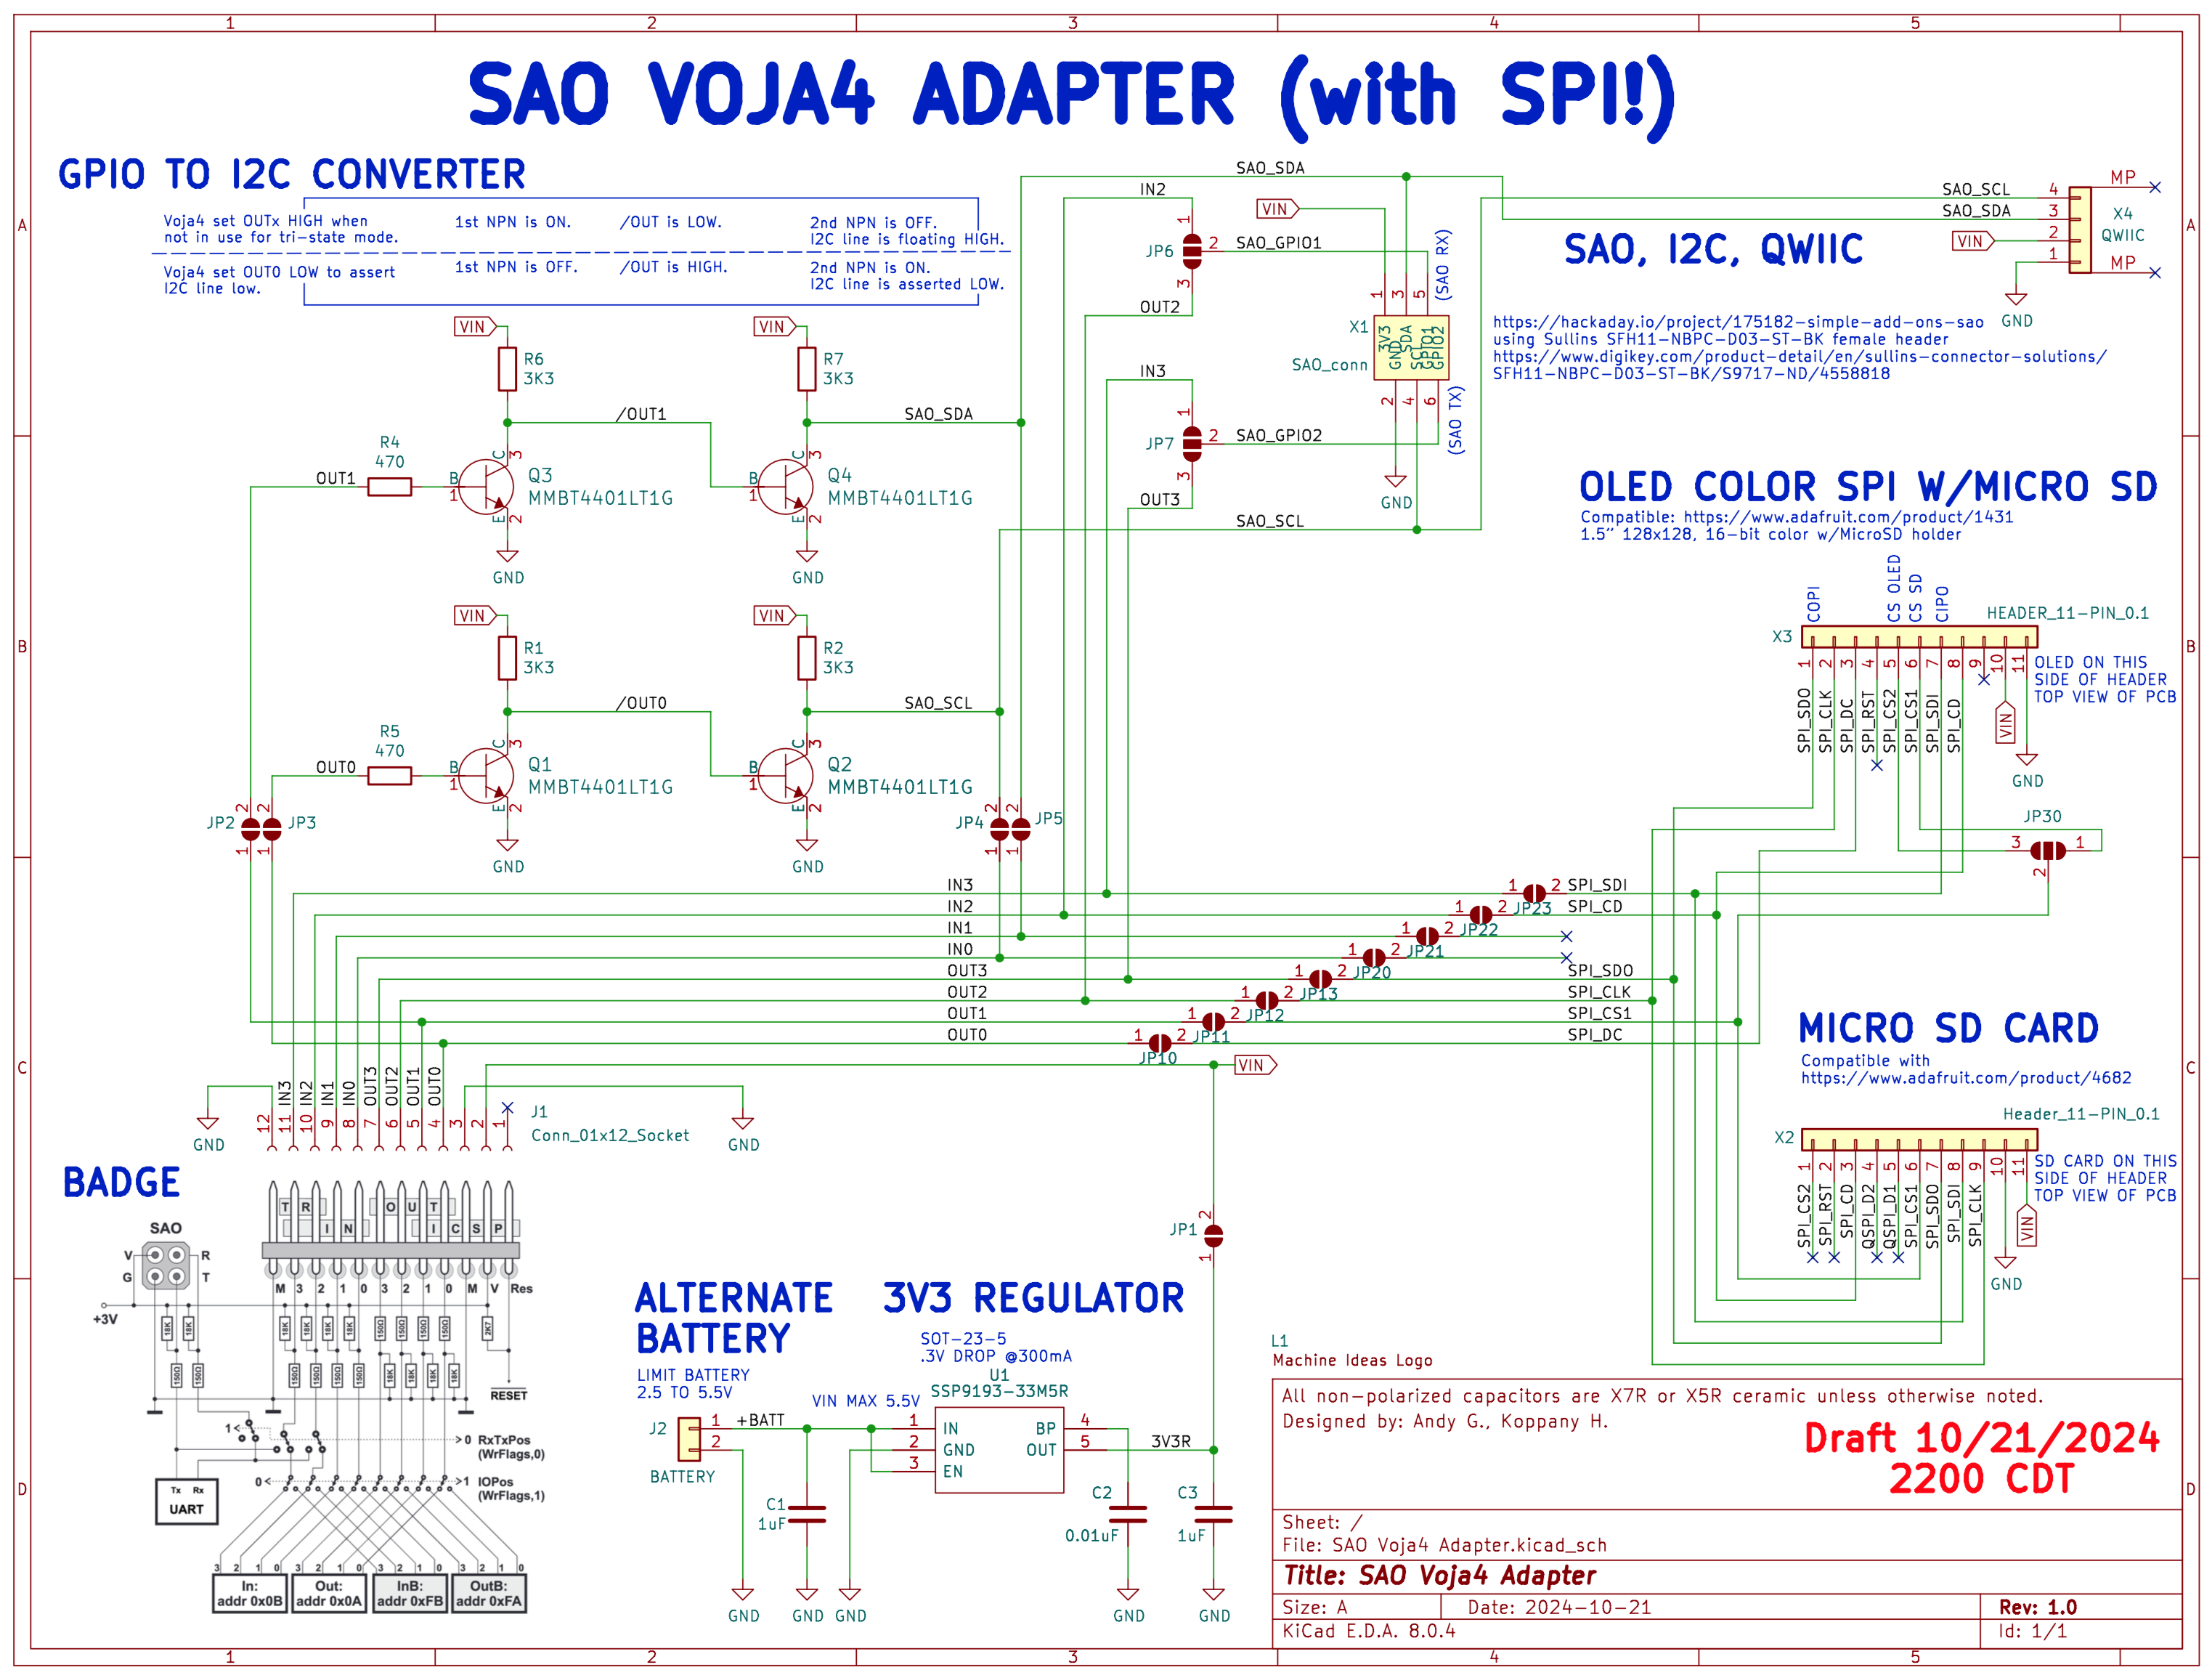 1 2 3 4 5
SAO VOJA4 ADAPTER (with SPI!)
GPIO TO I2C CONVERTER
Voja4 set OUTx HIGH when
not in use for tri-state mode.
1st NPN is ON.
/OUT is LOW.
2nd NPN is OFF.
I2C line is floating HIGH.
Voja4 set OUT0 LOW to assert
I2C line low.
1st NPN is OFF.
/OUT is HIGH.
2nd NPN is ON.
I2C line is asserted LOW.
A
VIN
R6
3K3
VIN
R7
3K3
/OUT1
SAO_SDA
R4
470
OUT1
B
1
C
3
E
2
Q3
MMBT4401LT1G
GND
B
1
C
3
E
2
Q4
MMBT4401LT1G
GND
VIN
R1
3K3
VIN
R2
3K3
/OUT0
SAO_SCL
R5
470
OUT0
B
1
C
3
E
2
Q1
MMBT4401LT1G
GND
B
1
C
3
E
2
Q2
MMBT4401LT1G
GND
JP2
2
1
JP3
2
1
JP4
2
1
JP5
2
1
SAO_SDA
IN2
VIN
JP6
1
2
3
SAO_GPIO1
OUT2
IN3
JP7
1
2
3
SAO_GPIO2
OUT3
SAO_SCL
(SAO RX)
1 3 5
X1
SAO_conn
3V3
GND
SDA
SCL
GPIO1
GPIO2
2 4 6
(SAO TX)
GND
SAO_SCL
SAO_SDA
VIN
4
3
2
1
MP
X4
QWIIC
MP
GND
A
SAO, I2C, QWIIC
https://hackaday.io/project/175182-simple-add-ons-sao
using Sullins SFH11-NBPC-D03-ST-BK female header
https://www.digikey.com/product-detail/en/sullins-connector-solutions/
SFH11-NBPC-D03-ST-BK/S9717-ND/4558818
OLED COLOR SPI W/MICRO SD
Compatible: https://www.adafruit.com/product/1431
1.5” 128x128, 16-bit color w/MicroSD holder
COPI
CS OLED
CS SD
CIPO
HEADER_11-PIN_0.1
X3
1 2 3 4 5 6 7 8 9 10 11
SPI_SDO
SPI_CLK
SPI_DC
SPI_RST
SPI_CS2
SPI_CS1
SPI_SDI
SPI_CD
VIN
GND
OLED ON THIS
SIDE OF HEADER
TOP VIEW OF PCB
B
B
JP30
3
1
2
IN3
1
2
SPI_SDI
JP23
IN2
1
2
SPI_CD
JP22
IN1
1
2
JP21
IN0
1
2
JP20
OUT3
1
2
SPI_SDO
JP13
OUT2
1
2
SPI_CLK
JP12
OUT1
1
2
SPI_CS1
JP11
OUT0
1
2
SPI_DC
JP10
VIN
C
C
GND
IN3
IN2
IN1
IN0
OUT3
OUT2
OUT1
OUT0
12 11 10 9 8 7 6 5 4 3 2 1
J1
Conn_01x12_Socket
GND
MICRO SD CARD
Compatible with
https://www.adafruit.com/product/4682
Header_11-PIN_0.1
X2
1 2 3 4 5 6 7 8 9 10 11
SPI_CS2
SPI_RST
SPI_CD
QSPI_D2
QSPI_D1
SPI_CS1
SPI_SDO
SPI_SDI
SPI_CLK
GND
VIN
SD CARD ON THIS
SIDE OF HEADER
TOP VIEW OF PCB
BADGE
T R O U T
I N I C S P
SAO
V
R
G
T
M 3 2 1 0 3 2 1 0 M V Res
+3V
18K 18K 18K 18K 18K 18K 150Ω 150Ω 150Ω 150Ω 2K7
150Ω 150Ω 150Ω 150Ω 150Ω 150Ω 18K 18K 18K 18K
RESET
1<
>0 RxTxPos
(WrFlags,0)
0<
>1 IOPos
(WrFlags,1)
Tx Rx
UART
3 2 1 0 3 2 1 0 3 2 1 0 3 2 1 0
In:
addr 0x0B
Out:
addr 0x0A
InB:
addr 0xFB
OutB:
addr 0xFA
JP1
2
1
ALTERNATE
BATTERY
LIMIT BATTERY
2.5 TO 5.5V
3V3 REGULATOR
SOT-23-5
.3V DROP @300mA
U1
SSP9193-33M5R
VIN MAX 5.5V
J2
1
2
BATTERY
+BATT
1
2
3
IN
GND
EN
BP
OUT
4
5
3V3R
C1
1uF
C2
0.01uF
C3
1uF
GND
GND
GND
GND
GND
D
D
L1
Machine Ideas Logo
All non-polarized capacitors are X7R or X5R ceramic unless otherwise noted.
Designed by: Andy G., Koppany H.
Draft 10/21/2024
2200 CDT
Sheet: /
File: SAO Voja4 Adapter.kicad_sch
Title: SAO Voja4 Adapter
Size: A
Date: 2024-10-21
Rev: 1.0
KiCad E.D.A. 8.0.4
Id: 1/1
1 2 3 4 5